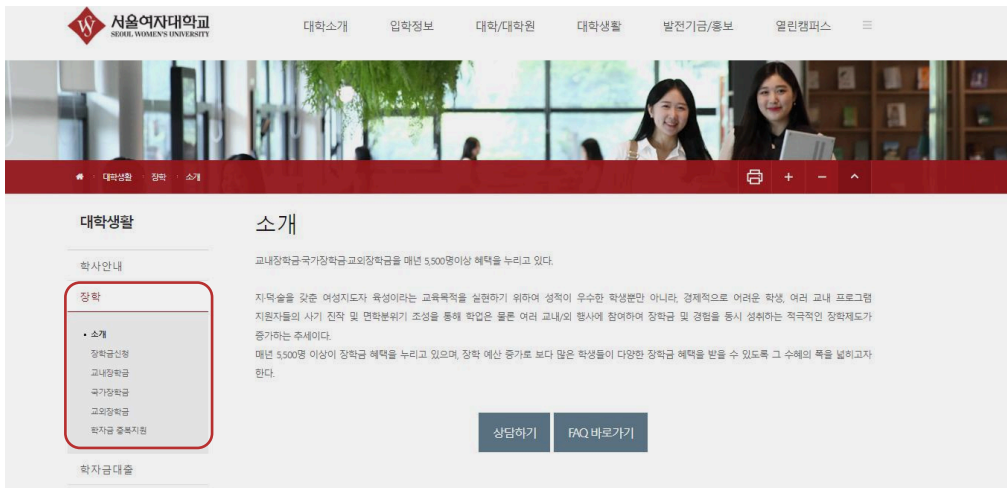 서울여자대학교
SEOUL WOMEN'S UNIVERSITY
대학소개 입학정보 대학/대학원 대학생활 발전기금/홍보 열린캠퍼스
대학생활 장학 소개
대학생활
학사안내
장학
소개
장학금신청
교내장학금
국가장학금
교외장학금
학자금 중복지원
학자금대출
소개
교내장학금·국가장학금·교외장학금을 매년 5,500명이상 혜택을 누리고 있다.
지·덕·술을 갖춘 여성지도자 육성이라는 교육목적을 실현하기 위하여 성적이 우수한 학생뿐만 아니라, 경제적으로 어려운 학생, 여러 교내 프로그램
지원자들의 사기 진작 및 면학분위기 조성을 통해 학업은 물론 여러 교내/외 행사에 참여하여 장학금 및 경험을 동시 성취하는 적극적인 장학제도가
증가하는 추세이다.
매년 5,500명 이상이 장학금 혜택을 누리고 있으며, 장학 예산 증가로 보다 많은 학생들이 다양한 장학금 혜택을 받을 수 있도록 그 수혜의 폭을 넓히고자
한다.
상담하기 FAQ 바로가기